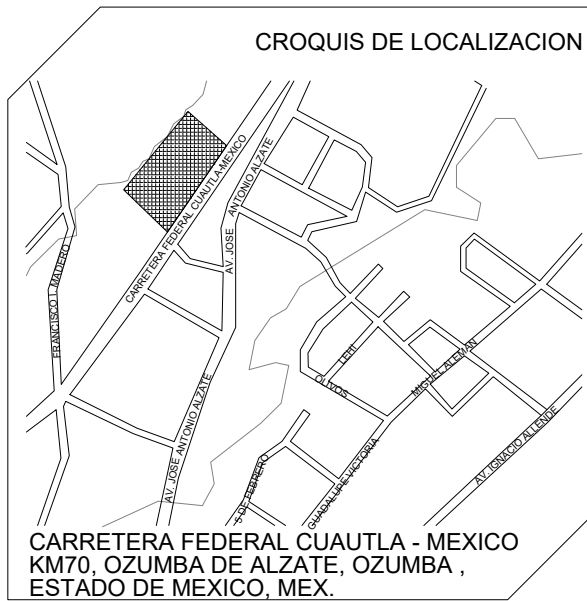 CROQUIS DE LOCALIZACION
CARRETERA FEDERAL CUAUTLA-MEXICO
AV. JOSE ANTONIO ALZATE
FRANCISCO I. MADERO
LEHI
OLIVOS
MIGUEL ALEMAN
AV. JOSE ANTONIO ALZATE
5 DE FEBRERO
GUADALUPE VICTORIA
AV. IGNACIO ALLENDE
CARRETERA FEDERAL CUAUTLA - MEXICO
KM70, OZUMBA DE ALZATE, OZUMBA ,
ESTADO DE MEXICO, MEX.